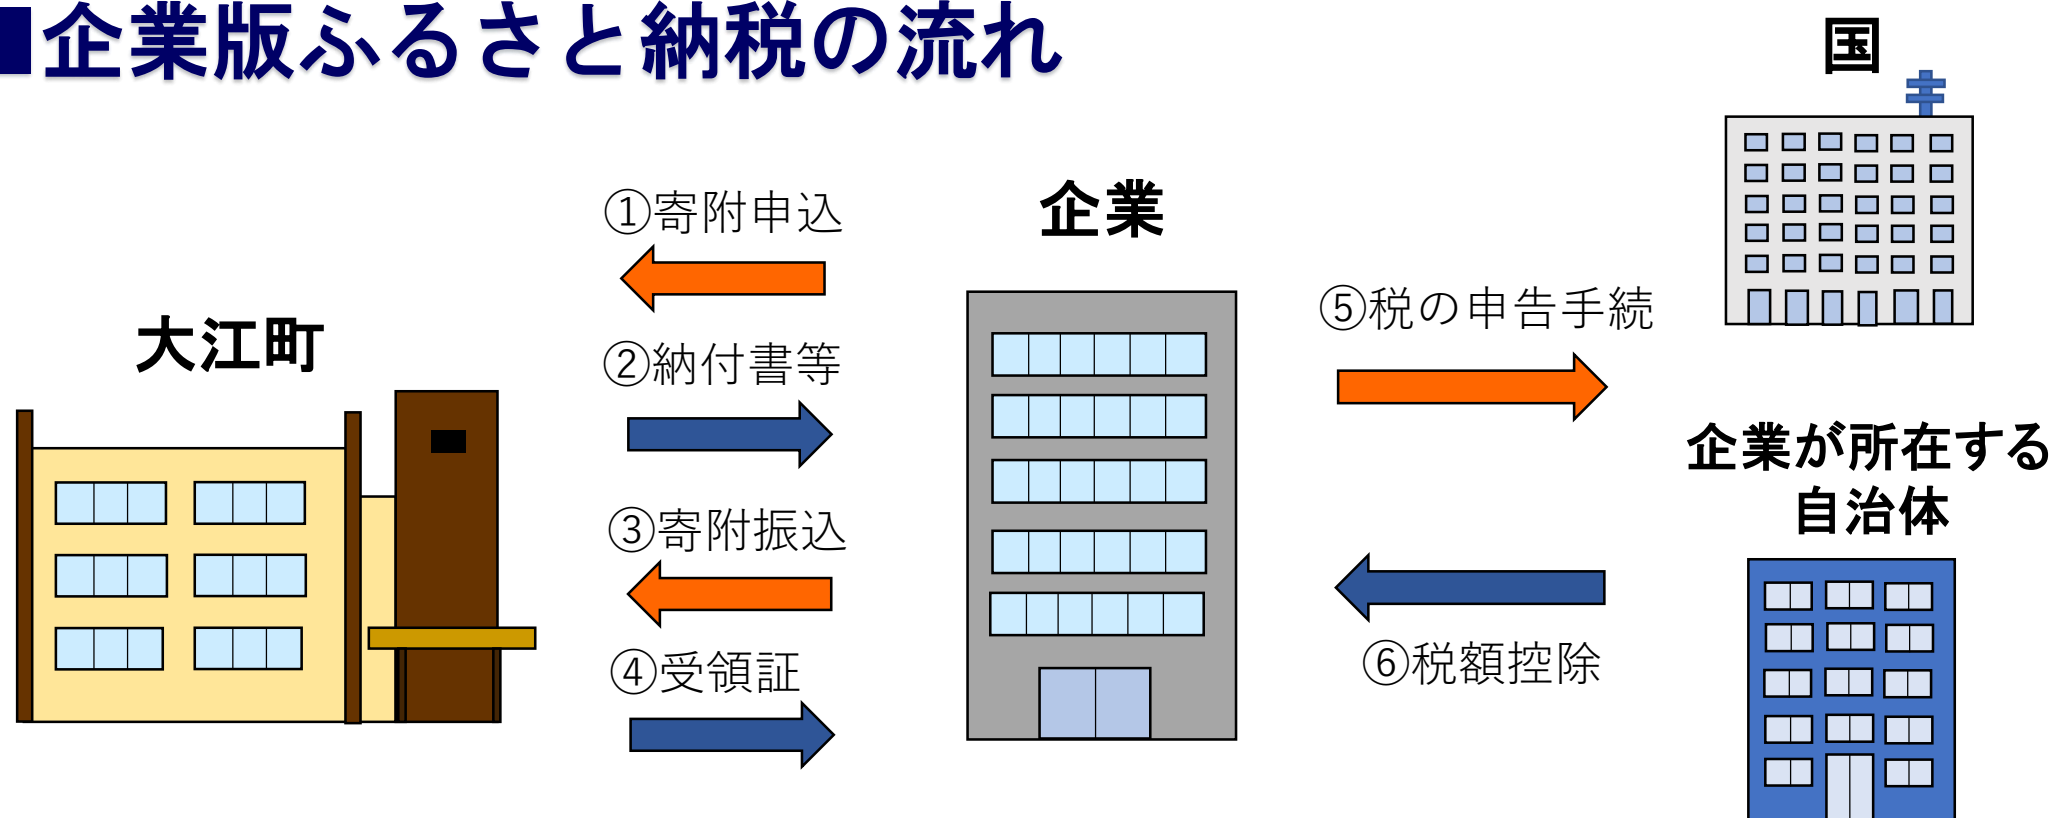 ■企業版ふるさと納税の流れ
国
①寄附申込
企業
⑤税の申告手続
大江町
②納付書等
企業が所在する
自治体
③寄附振込
④受領証
⑥税額控除